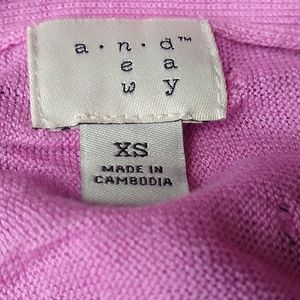 a·n·d™
e a
w y
XS
MADE IN
CAMBODIA